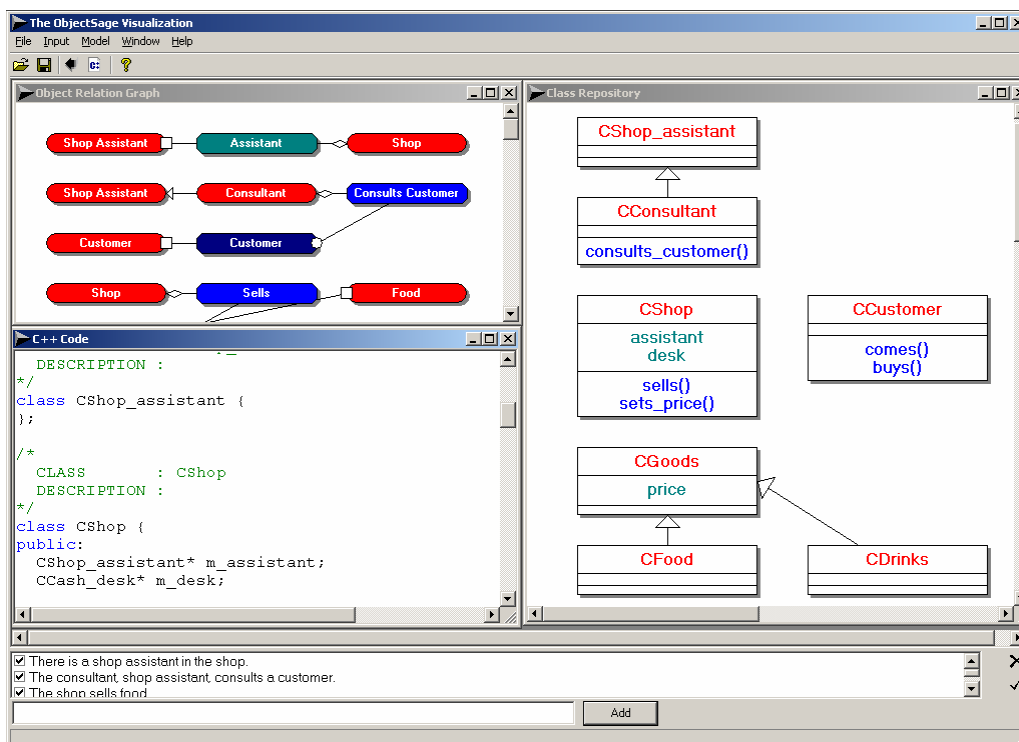 The ObjectSage Visualization
File Input Model Window Help
Object Relation Graph
Shop Assistant Assistant Shop
Shop Assistant Consultant Consults Customer
Customer Customer
Shop Sells Food
C++ Code
DESCRIPTION :
*/
class CShop_assistant {
};
/*
CLASS : CShop
DESCRIPTION :
*/
class CShop {
public:
CShop_assistant* m_assistant;
CCash_desk* m_desk;
Class Repository
CShop_assistant
CConsultant
consults_customer()
CShop
assistant
desk
sells()
sets_price()
CCustomer
comes()
buys()
CGoods
price
CFood
CDrinks
There is a shop assistant in the shop.
The consultant, shop assistant, consults a customer.
The shop sells food
Add